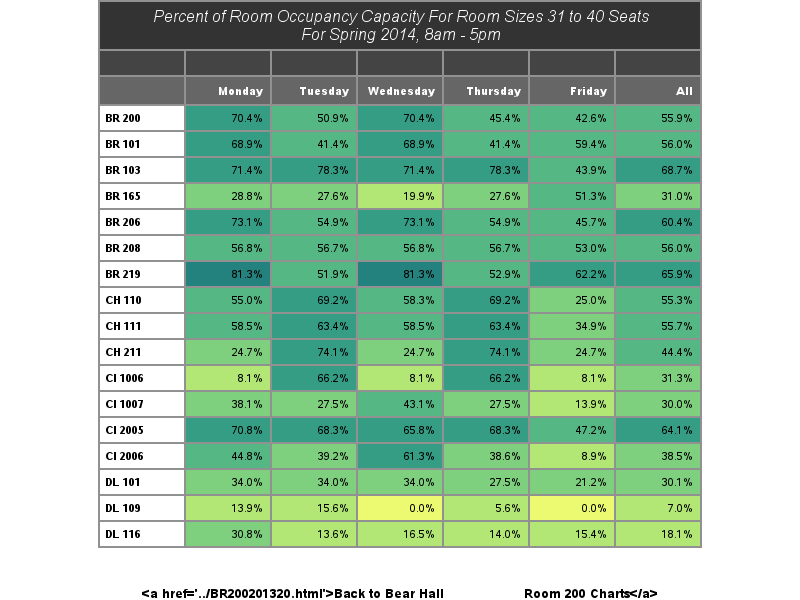 Percent of Room Occupancy Capacity For Room Sizes 31 to 40 Seats
For Spring 2014, 8am - 5pm
Monday Tuesday Wednesday Thursday Friday All
BR 200 70.4% 50.9% 70.4% 45.4% 42.6% 55.9%
BR 101 68.9% 41.4% 68.9% 41.4% 59.4% 56.0%
BR 103 71.4% 78.3% 71.4% 78.3% 43.9% 68.7%
BR 165 28.8% 27.6% 19.9% 27.6% 51.3% 31.0%
BR 206 73.1% 54.9% 73.1% 54.9% 45.7% 60.4%
BR 208 56.8% 56.7% 56.8% 56.7% 53.0% 56.0%
BR 219 81.3% 51.9% 81.3% 52.9% 62.2% 65.9%
CH 110 55.0% 69.2% 58.3% 69.2% 25.0% 55.3%
CH 111 58.5% 63.4% 58.5% 63.4% 34.9% 55.7%
CH 211 24.7% 74.1% 24.7% 74.1% 24.7% 44.4%
CI 1006 8.1% 66.2% 8.1% 66.2% 8.1% 31.3%
CI 1007 38.1% 27.5% 43.1% 27.5% 13.9% 30.0%
CI 2005 70.8% 68.3% 65.8% 68.3% 47.2% 64.1%
CI 2006 44.8% 39.2% 61.3% 38.6% 8.9% 38.5%
DL 101 34.0% 34.0% 34.0% 27.5% 21.2% 30.1%
DL 109 13.9% 15.6% 0.0% 5.6% 0.0% 7.0%
DL 116 30.8% 13.6% 16.5% 14.0% 15.4% 18.1%
<a href='../BR200201320.html'>Back to Bear Hall Room 200 Charts</a>